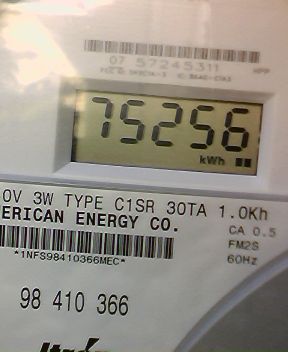 07 57245311
75256
kWh
0V 3W TYPE C1SR 30TA 1.0Kh
ERICAN ENERGY CO.
CA 0.5
FM2S
60Hz
*1NFS98410366MEC*
98 410 366